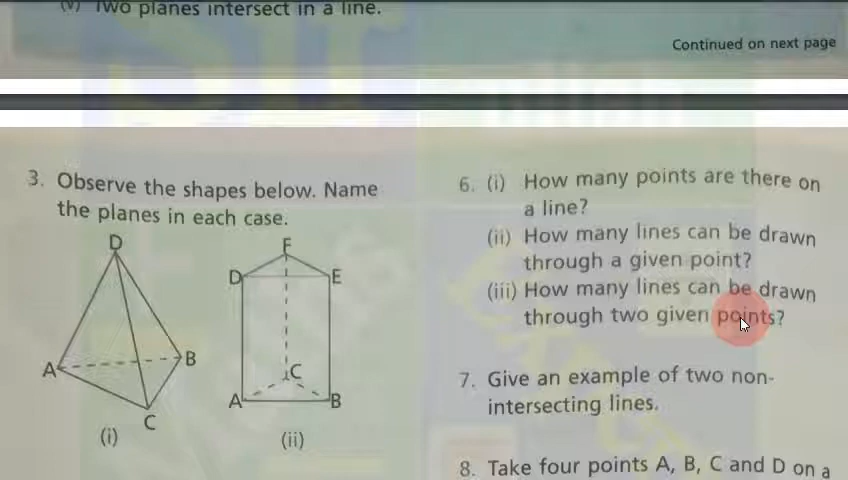 (v) Two planes intersect in a line.
Continued on next page
3. Observe the shapes below. Name
the planes in each case.
D
A
B
C
(i)
F
D
E
C
A
B
(ii)
6. (i) How many points are there on
a line?
(ii) How many lines can be drawn
through a given point?
(iii) How many lines can be drawn
through two given points?
7. Give an example of two non-
intersecting lines.
8. Take four points A, B, C and D on a